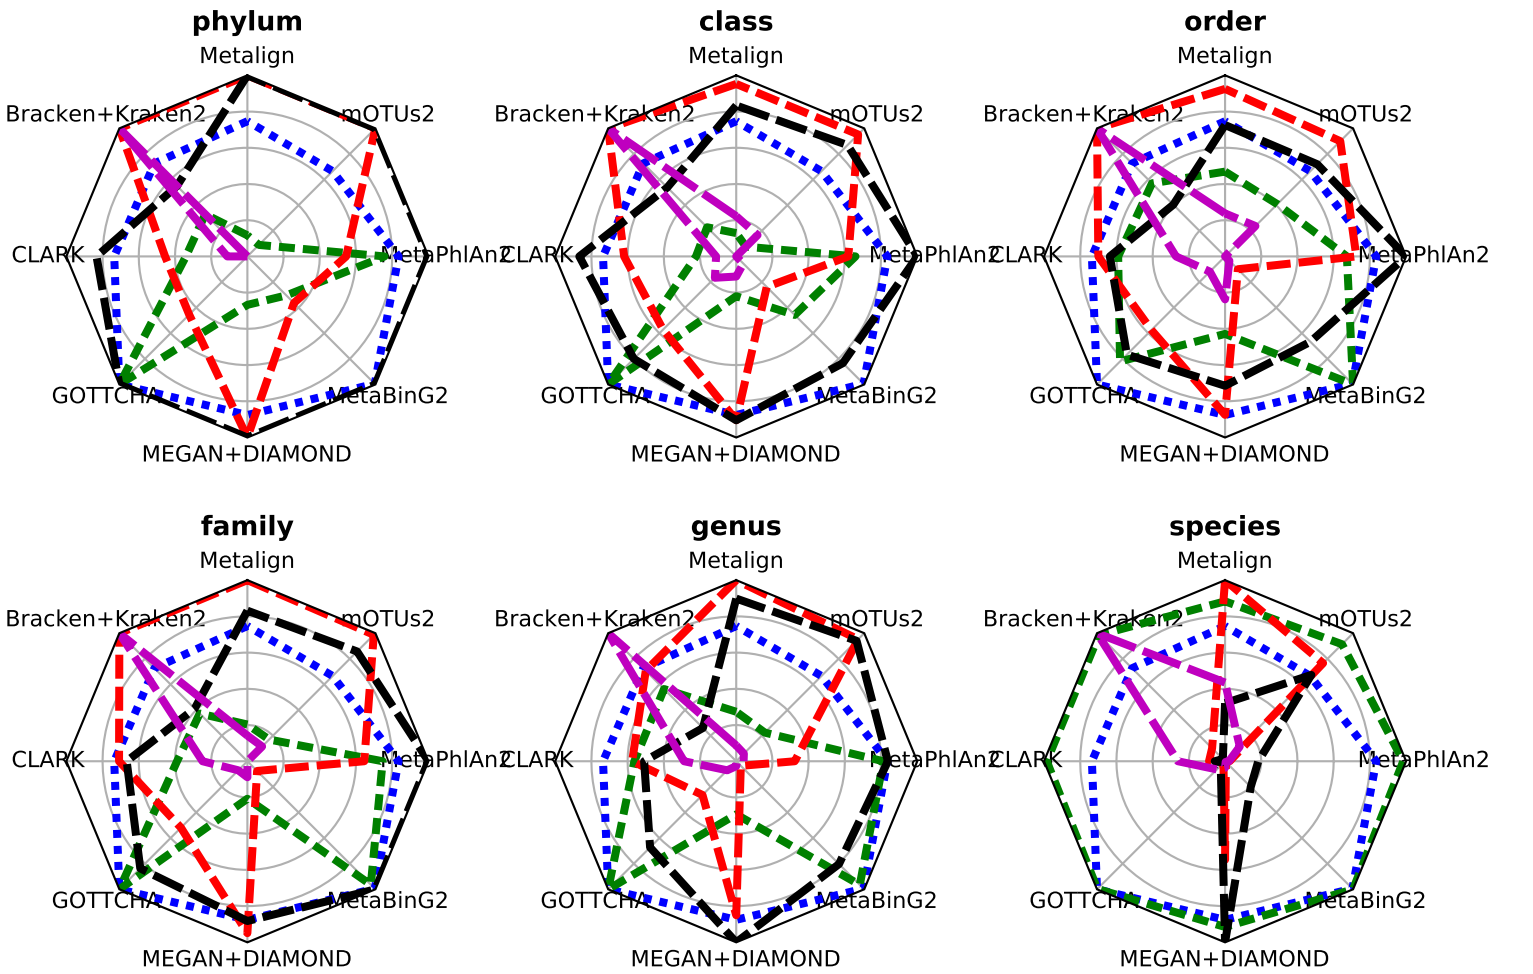 phylum
Metalign
Bracken+Kraken2
mOTUs2
CLARK
MetaPhlAn2
GOTTCHA
MetaBinG2
MEGAN+DIAMOND
class
Metalign
Bracken+Kraken2
mOTUs2
CLARK
MetaPhlAn2
GOTTCHA
MetaBinG2
MEGAN+DIAMOND
order
Metalign
Bracken+Kraken2
mOTUs2
CLARK
MetaPhlAn2
GOTTCHA
MetaBinG2
MEGAN+DIAMOND
family
Metalign
Bracken+Kraken2
mOTUs2
CLARK
MetaPhlAn2
GOTTCHA
MetaBinG2
MEGAN+DIAMOND
genus
Metalign
Bracken+Kraken2
mOTUs2
CLARK
MetaPhlAn2
GOTTCHA
MetaBinG2
MEGAN+DIAMOND
species
Metalign
Bracken+Kraken2
mOTUs2
CLARK
MetaPhlAn2
GOTTCHA
MetaBinG2
MEGAN+DIAMOND